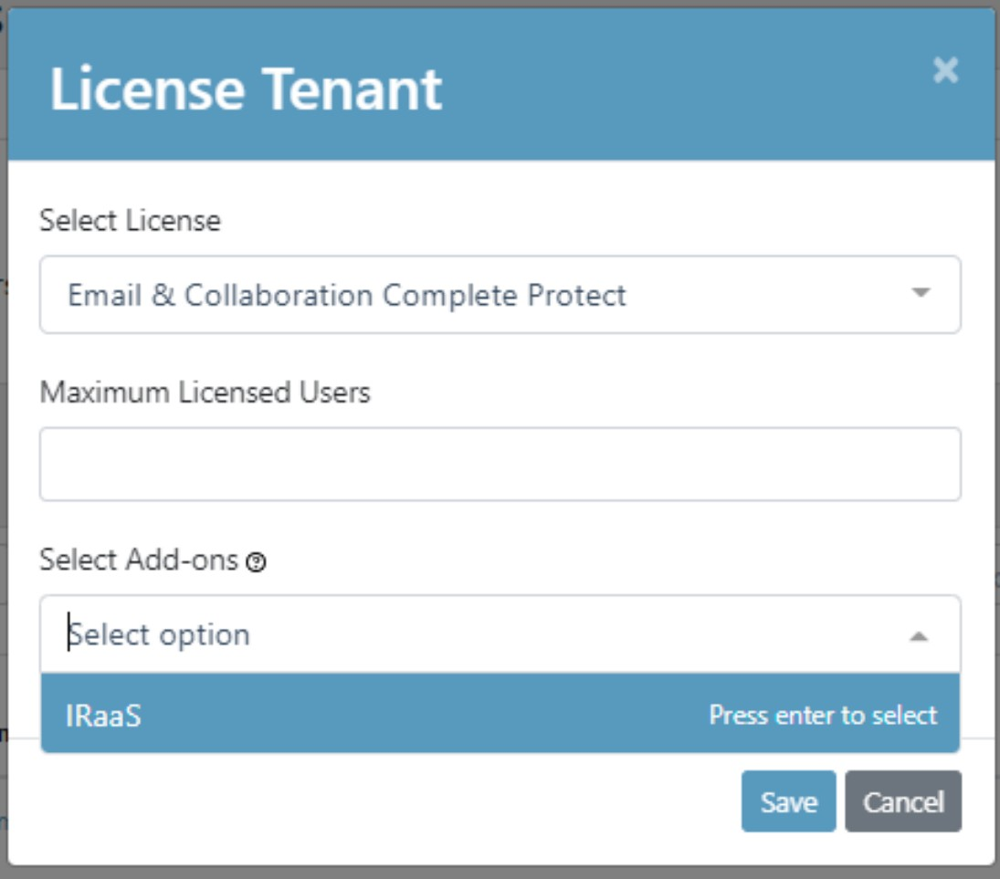 License Tenant
×
Select License
Email & Collaboration Complete Protect
Maximum Licensed Users
Select Add-ons ?
Select option
IRaaS Press enter to select
Save Cancel